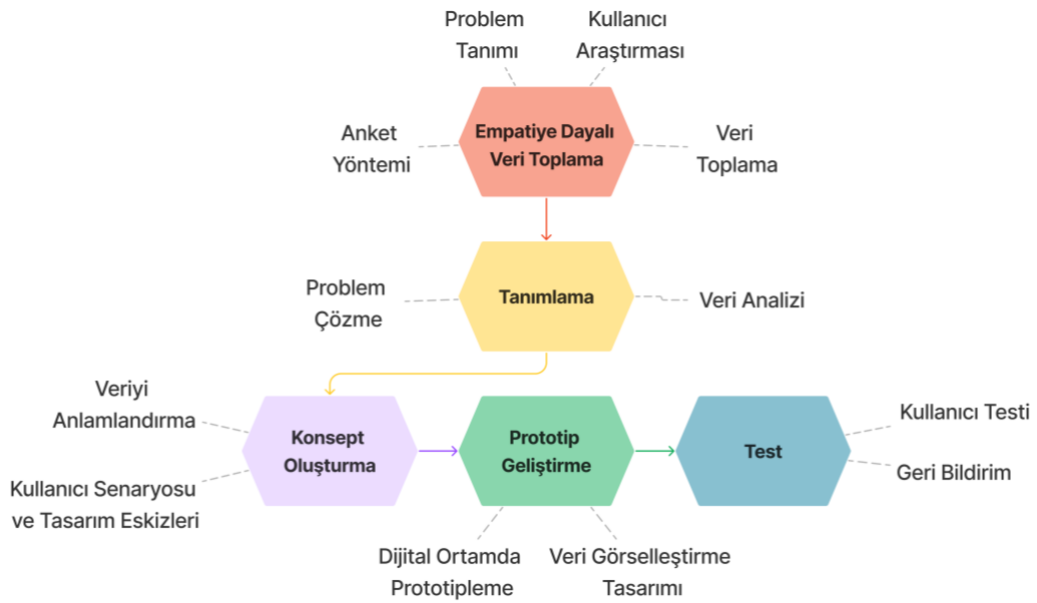 Problem
Tanımı
Kullanıcı
Araştırması
Anket
Yöntemi
Empatiye Dayalı
Veri Toplama
Veri
Toplama
Problem
Çözme
Tanımlama
Veri Analizi
Veriyi
Anlamlandırma
Kullanıcı Senaryosu
ve Tasarım Eskizleri
Konsept
Oluşturma
Prototip
Geliştirme
Test
Kullanıcı Testi
Geri Bildirim
Dijital Ortamda
Prototipleme
Veri Görselleştirme
Tasarımı